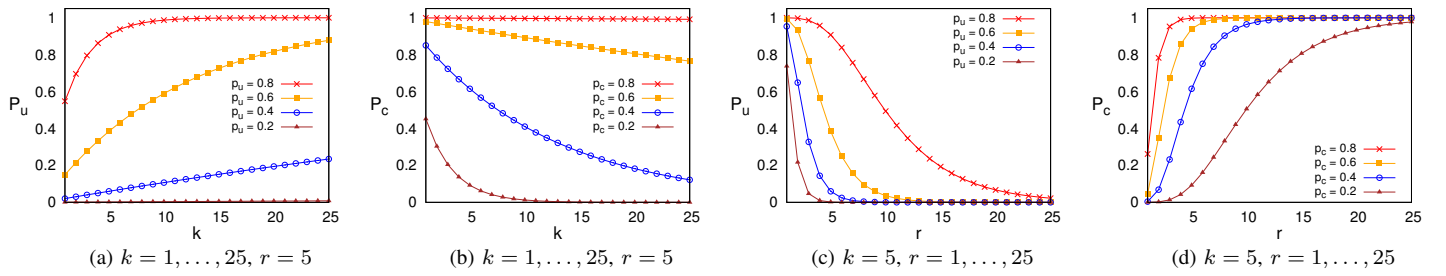 1
0.8
0.6
0.4
0.2
0
P_u
5 10 15 20 25
k
p_u = 0.8
p_u = 0.6
p_u = 0.4
p_u = 0.2
(a) k = 1, . . . , 25, r = 5
1
0.8
0.6
0.4
0.2
0
P_c
5 10 15 20 25
k
p_c = 0.8
p_c = 0.6
p_c = 0.4
p_c = 0.2
(b) k = 1, . . . , 25, r = 5
1
0.8
0.6
0.4
0.2
0
P_u
5 10 15 20 25
r
p_u = 0.8
p_u = 0.6
p_u = 0.4
p_u = 0.2
(c) k = 5, r = 1, . . . , 25
1
0.8
0.6
0.4
0.2
0
P_c
5 10 15 20 25
r
p_c = 0.8
p_c = 0.6
p_c = 0.4
p_c = 0.2
(d) k = 5, r = 1, . . . , 25